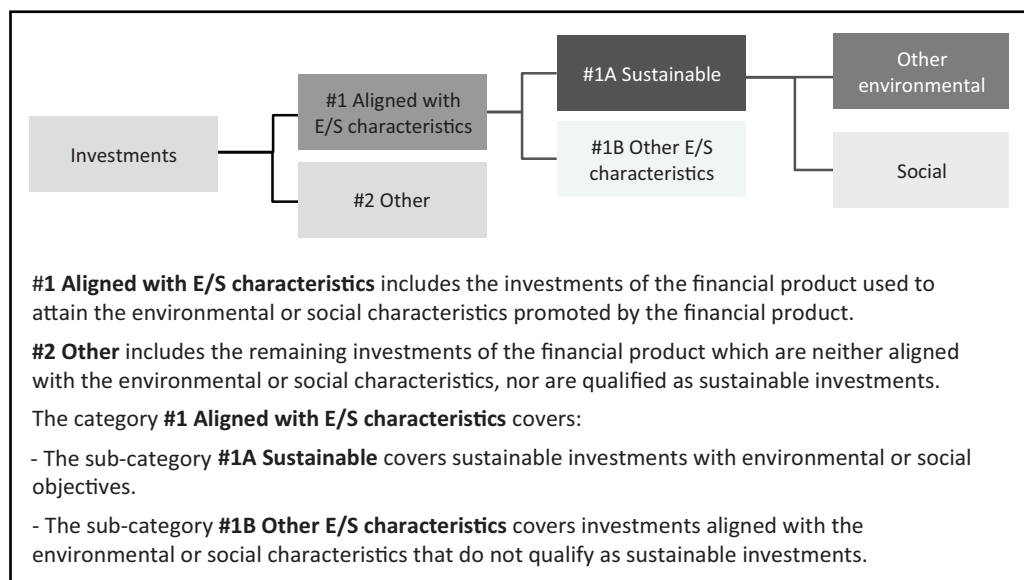 Investments
#1 Aligned with
E/S characteristics
#2 Other
#1A Sustainable
#1B Other E/S
characteristics
Other
environmental
Social
#1 Aligned with E/S characteristics includes the investments of the financial product used to
attain the environmental or social characteristics promoted by the financial product.
#2 Other includes the remaining investments of the financial product which are neither aligned
with the environmental or social characteristics, nor are qualified as sustainable investments.
The category #1 Aligned with E/S characteristics covers:
- The sub-category #1A Sustainable covers sustainable investments with environmental or social
objectives.
- The sub-category #1B Other E/S characteristics covers investments aligned with the
environmental or social characteristics that do not qualify as sustainable investments.